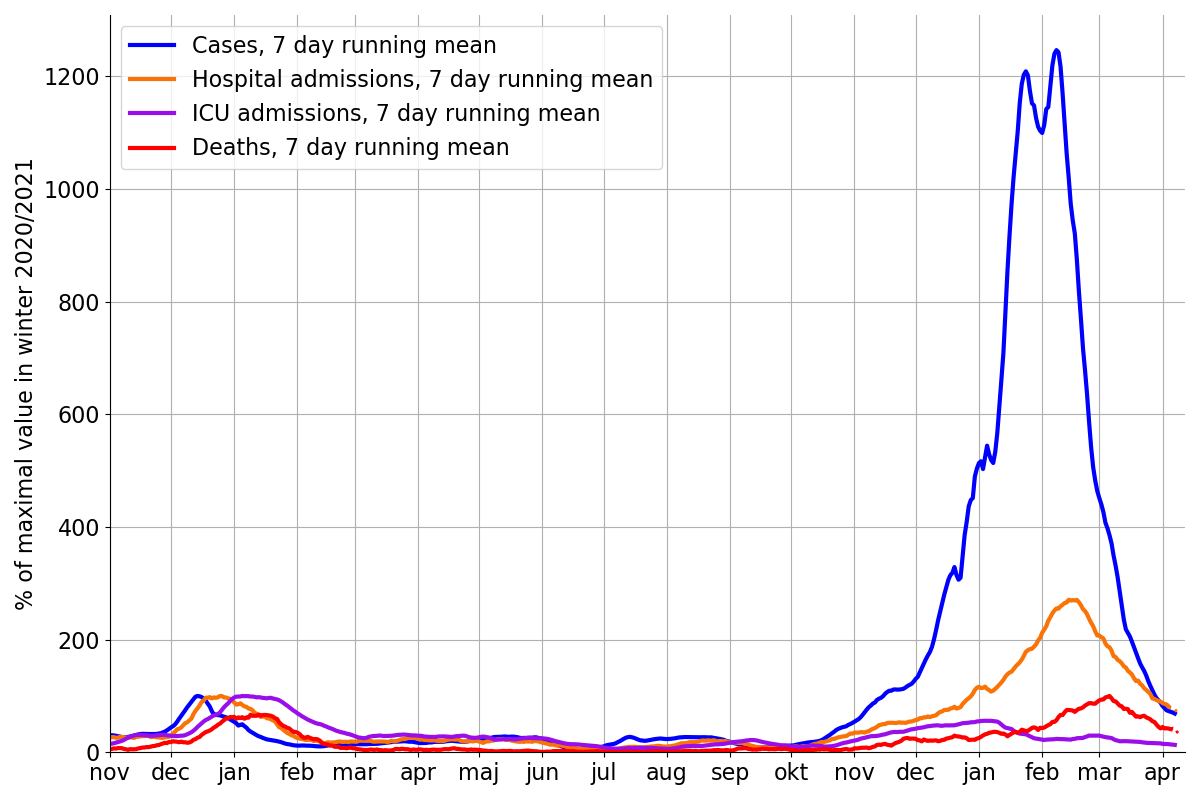 Cases, 7 day running mean
Hospital admissions, 7 day running mean
ICU admissions, 7 day running mean
Deaths, 7 day running mean
% of maximal value in winter 2020/2021
1200
1000
800
600
400
200
0
nov dec jan feb mar apr maj jun jul aug sep okt nov dec jan feb mar apr